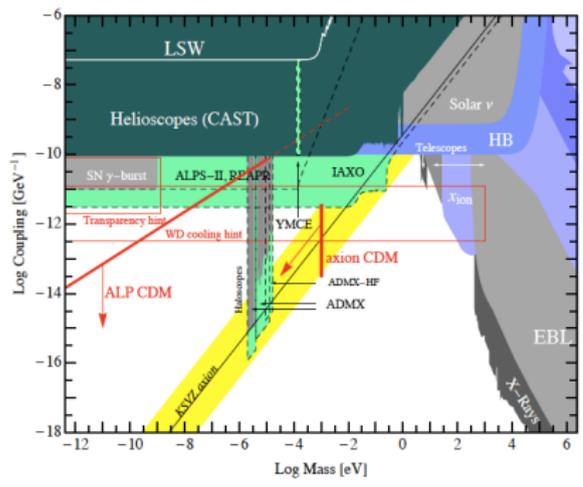 −6
−8
−10
−12
−14
−16
−18
Log Coupling [GeV⁻¹]
LSW
Helioscopes (CAST)
Solar ν
HB
Telescopes
SN γ−burst
ALPS−II, REAPR
IAXO
xion
Transparency hint
YMCE
WD cooling hint
axion CDM
ALP CDM
Haloscopes
ADMX−HF
ADMX
EBL
KSVZ axion
X−Rays
−12
−10
−8
−6
−4
−2
0
2
4
6
Log Mass [eV]